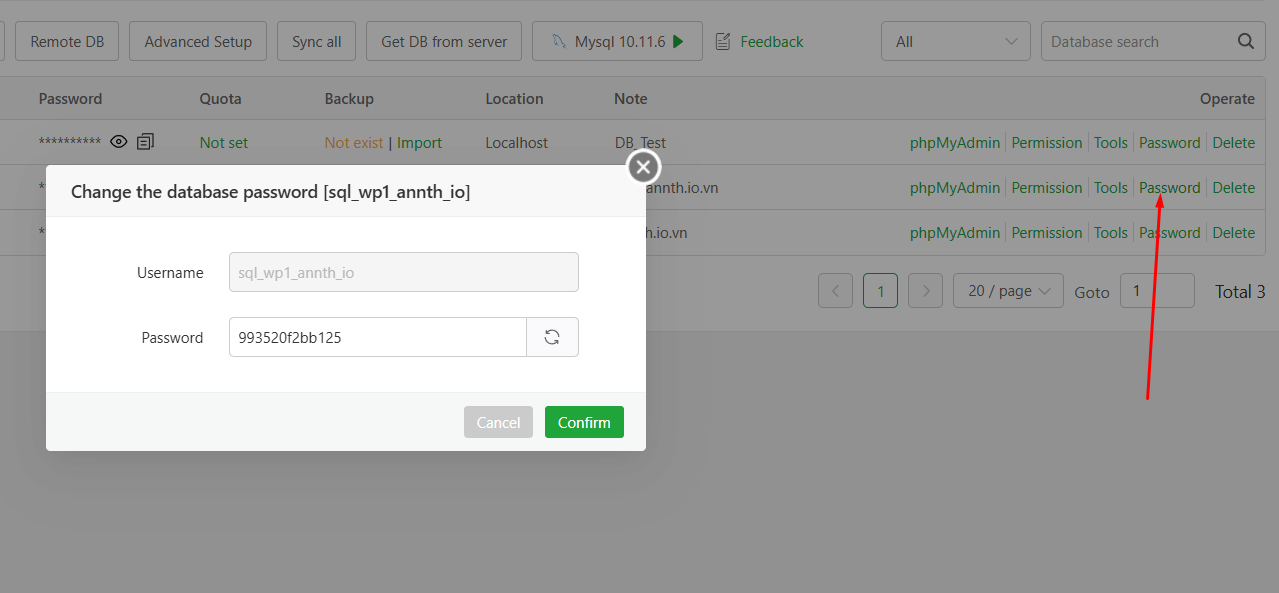 Remote DB Advanced Setup Sync all Get DB from server Mysql 10.11.6 Feedback All Database search
Password Quota Backup Location Note Operate
********** Not set Not exist | Import Localhost DB_Test phpMyAdmin Permission Tools Password Delete
annth.io.vn phpMyAdmin Permission Tools Password Delete
h.io.vn phpMyAdmin Permission Tools Password Delete
1 20 / page Goto 1 Total 3
Change the database password [sql_wp1_annth_io]
Username sql_wp1_annth_io
Password 993520f2bb125
Cancel Confirm